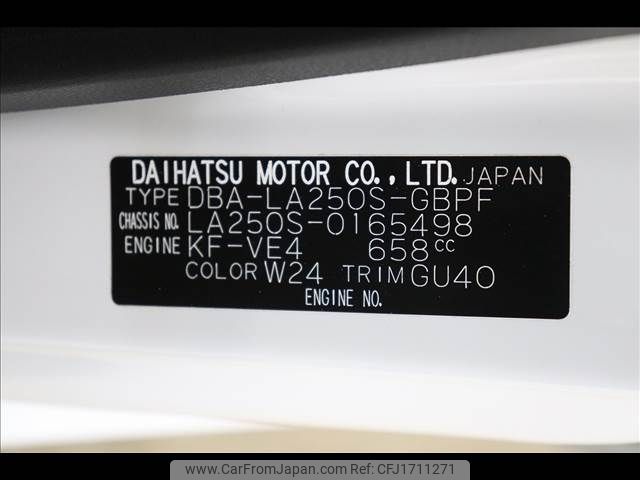 DAIHATSU MOTOR CO., LTD. JAPAN
TYPE DBA-LA250S-GBPF
CHASSIS NO. LA250S-0165498
ENGINE KF-VE4 658CC
COLOR W24 TRIM GU40
ENGINE NO.
www.CarFromJapan.com CFJ1711271